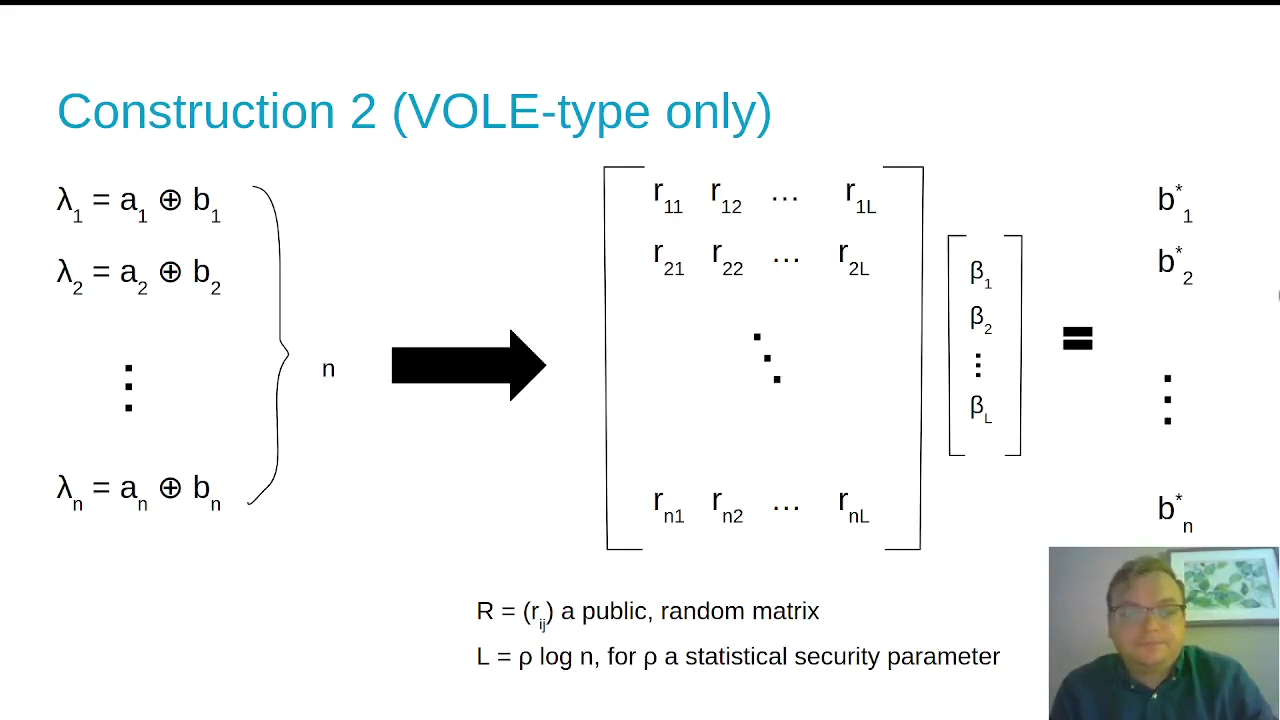 Construction 2 (VOLE-type only)
λ₁ = a₁ ⊕ b₁
λ₂ = a₂ ⊕ b₂
⋮
λₙ = aₙ ⊕ bₙ
n
r₁₁ r₁₂ … r₁L
r₂₁ r₂₂ … r₂L
⋱
rₙ₁ rₙ₂ … rₙL
β₁
β₂
⋮
βL
=
b*₁
b*₂
⋮
b*ₙ
R = (rᵢⱼ) a public, random matrix
L = ρ log n, for ρ a statistical security parameter